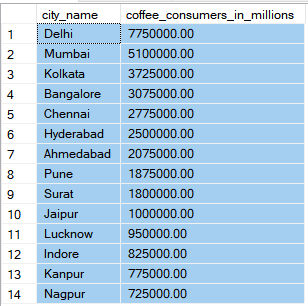 city_name coffee_consumers_in_millions
1 Delhi 7750000.00
2 Mumbai 5100000.00
3 Kolkata 3725000.00
4 Bangalore 3075000.00
5 Chennai 2775000.00
6 Hyderabad 2500000.00
7 Ahmedabad 2075000.00
8 Pune 1875000.00
9 Surat 1800000.00
10 Jaipur 1000000.00
11 Lucknow 950000.00
12 Indore 825000.00
13 Kanpur 775000.00
14 Nagpur 725000.00